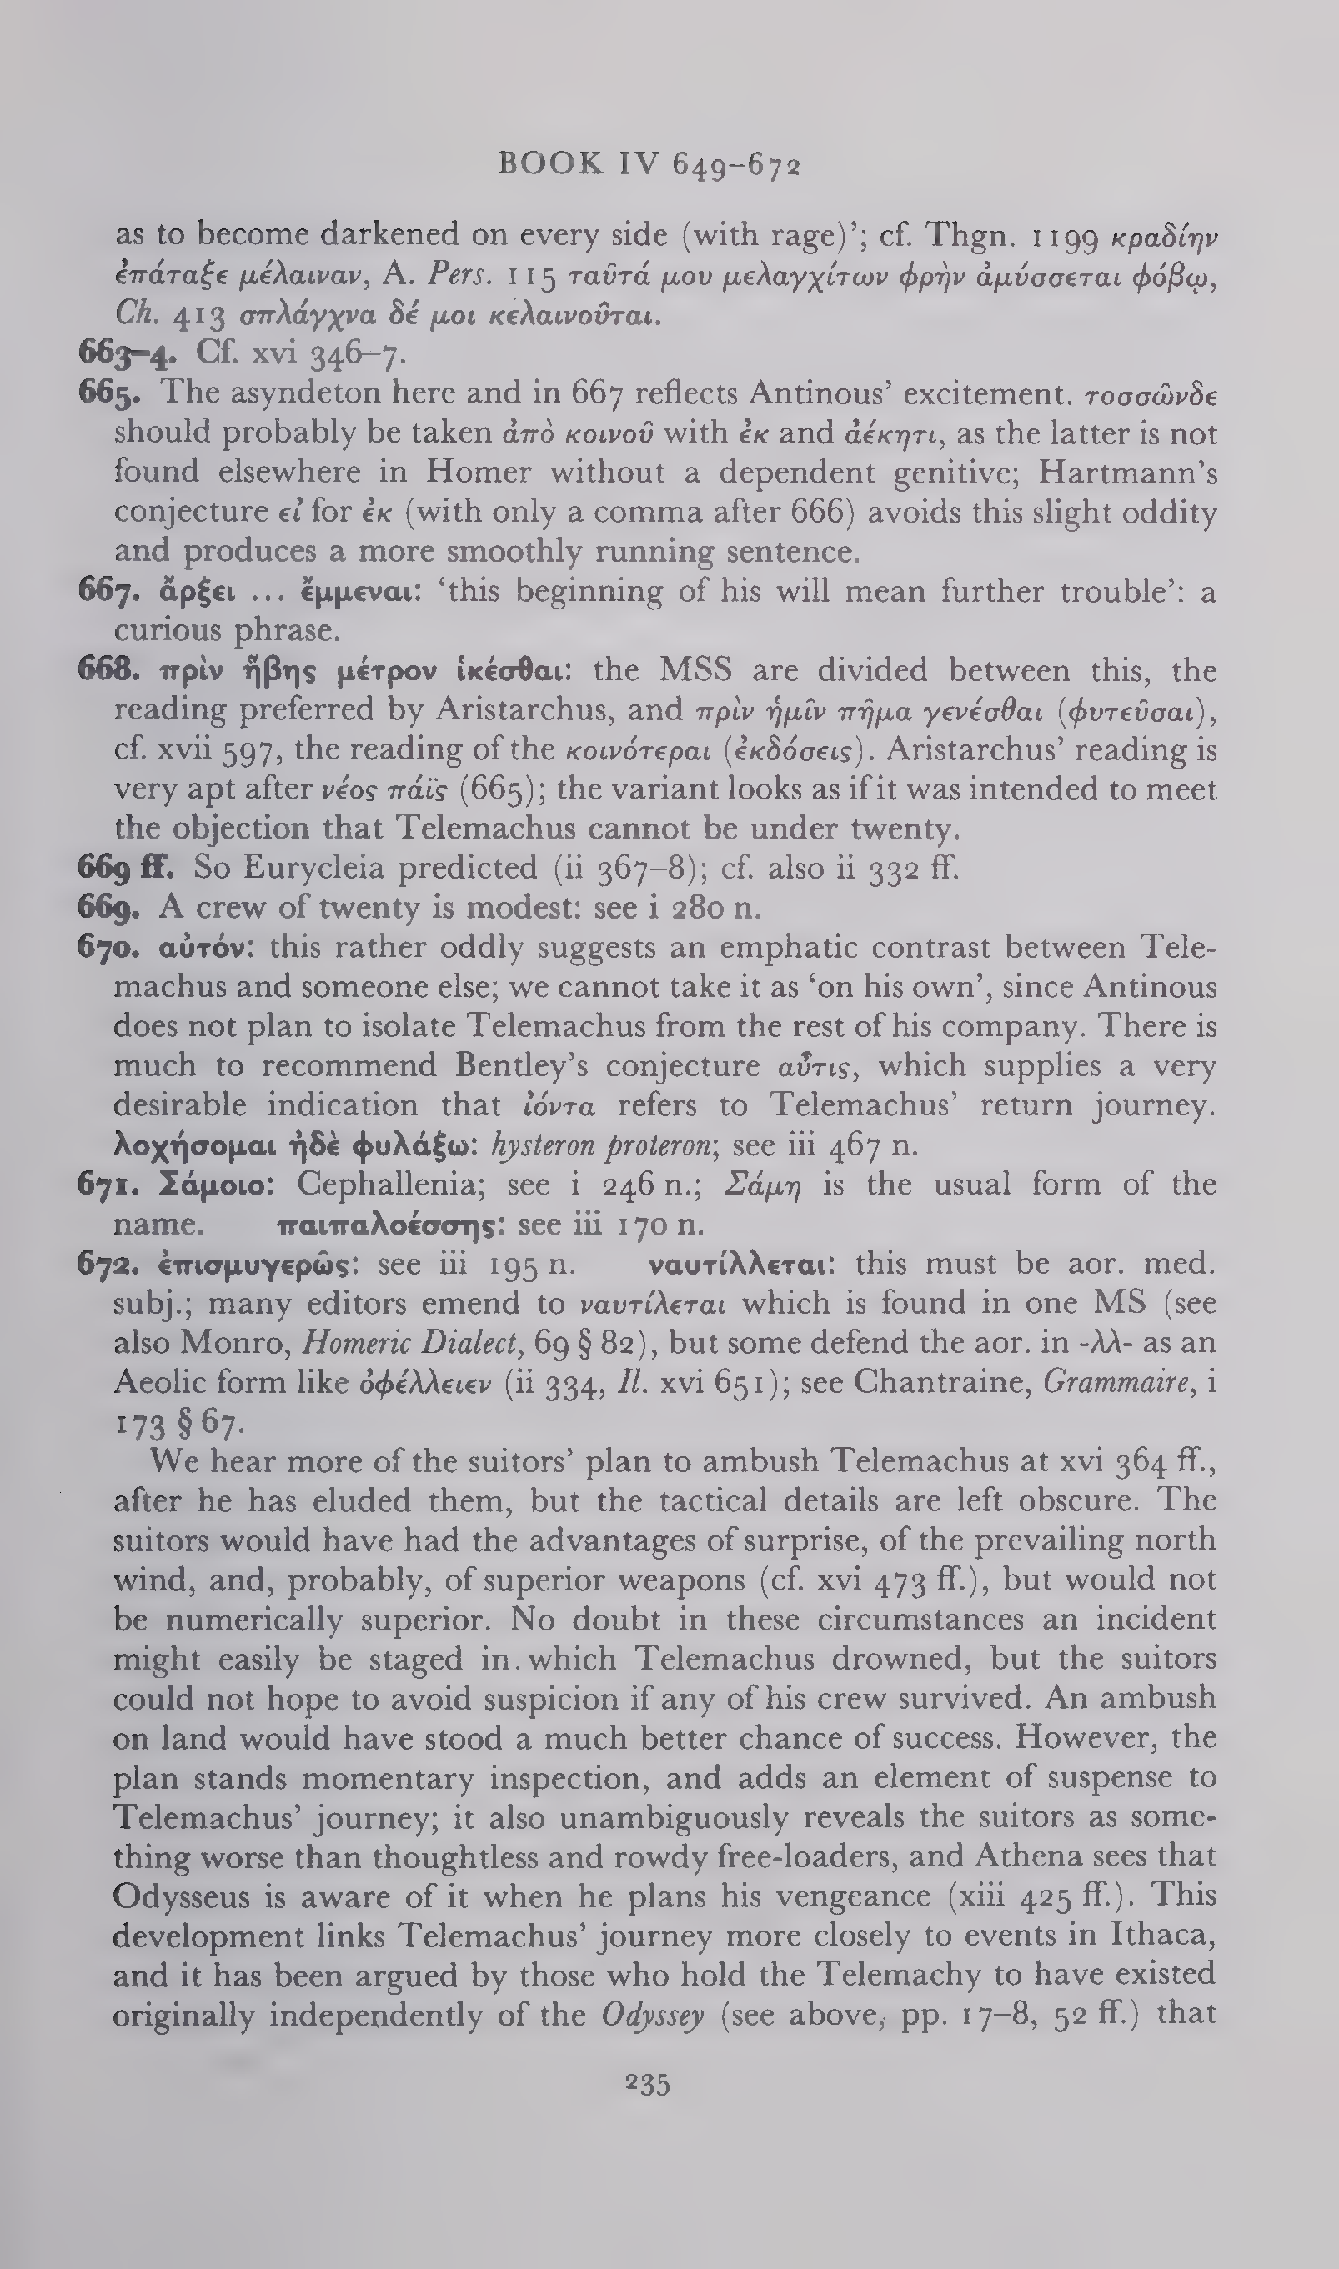 BOOK IV 649–672
as to become darkened on every side (with rage)’; cf. Thgn. 1199 κραδίην
ἐπάταξε μέλαιναν, A. Pers. 115 ταῦτά μου μελαγχίτων φρὴν ἀμύσσεται φόβῳ,
Ch. 413 σπλάγχνα δέ μοι κελαινοῦται.
663–4. Cf. xvi 346–7.
665. The asyndeton here and in 667 reflects Antinous’ excitement. τοσσῶνδε
should probably be taken ἀπὸ κοινοῦ with ἐκ and ἀέκητι, as the latter is not
found elsewhere in Homer without a dependent genitive; Hartmann’s
conjecture εἰ for ἐκ (with only a comma after 666) avoids this slight oddity
and produces a more smoothly running sentence.
667. ἄρξει ... ἔμμεναι: ‘this beginning of his will mean further trouble’: a
curious phrase.
668. πρὶν ἥβης μέτρον ἱκέσθαι: the MSS are divided between this, the
reading preferred by Aristarchus, and πρὶν ἡμῖν πῆμα γενέσθαι (φυτεῦσαι),
cf. xvii 597, the reading of the κοινότεραι (ἐκδόσεις). Aristarchus’ reading is
very apt after νέος πάϊς (665); the variant looks as if it was intended to meet
the objection that Telemachus cannot be under twenty.
669 ff. So Eurycleia predicted (ii 367–8); cf. also ii 332 ff.
669. A crew of twenty is modest: see i 280 n.
670. αὐτόν: this rather oddly suggests an emphatic contrast between Tele-
machus and someone else; we cannot take it as ‘on his own’, since Antinous
does not plan to isolate Telemachus from the rest of his company. There is
much to recommend Bentley’s conjecture αὖτις, which supplies a very
desirable indication that ἰόντα refers to Telemachus’ return journey.
λοχήσομαι ἠδὲ φυλάξω: hysteron proteron; see iii 467 n.
671. Σάμοιο: Cephallenia; see i 246 n.; Σάμη is the usual form of the
name. παιπαλοέσσης: see iii 170 n.
672. ἐπισμυγερῶς: see iii 195 n. ναυτίλλεται: this must be aor. med.
subj.; many editors emend to ναυτίλεται which is found in one MS (see
also Monro, Homeric Dialect, 69 § 82), but some defend the aor. in -λλ- as an
Aeolic form like ὀφέλλειεν (ii 334, Il. xvi 651); see Chantraine, Grammaire, i
173 § 67.
We hear more of the suitors’ plan to ambush Telemachus at xvi 364 ff.,
after he has eluded them, but the tactical details are left obscure. The
suitors would have had the advantages of surprise, of the prevailing north
wind, and, probably, of superior weapons (cf. xvi 473 ff.), but would not
be numerically superior. No doubt in these circumstances an incident
might easily be staged in which Telemachus drowned, but the suitors
could not hope to avoid suspicion if any of his crew survived. An ambush
on land would have stood a much better chance of success. However, the
plan stands momentary inspection, and adds an element of suspense to
Telemachus’ journey; it also unambiguously reveals the suitors as some-
thing worse than thoughtless and rowdy free-loaders, and Athena sees that
Odysseus is aware of it when he plans his vengeance (xiii 425 ff.). This
development links Telemachus’ journey more closely to events in Ithaca,
and it has been argued by those who hold the Telemachy to have existed
originally independently of the Odyssey (see above, pp. 17–8, 52 ff.) that
235